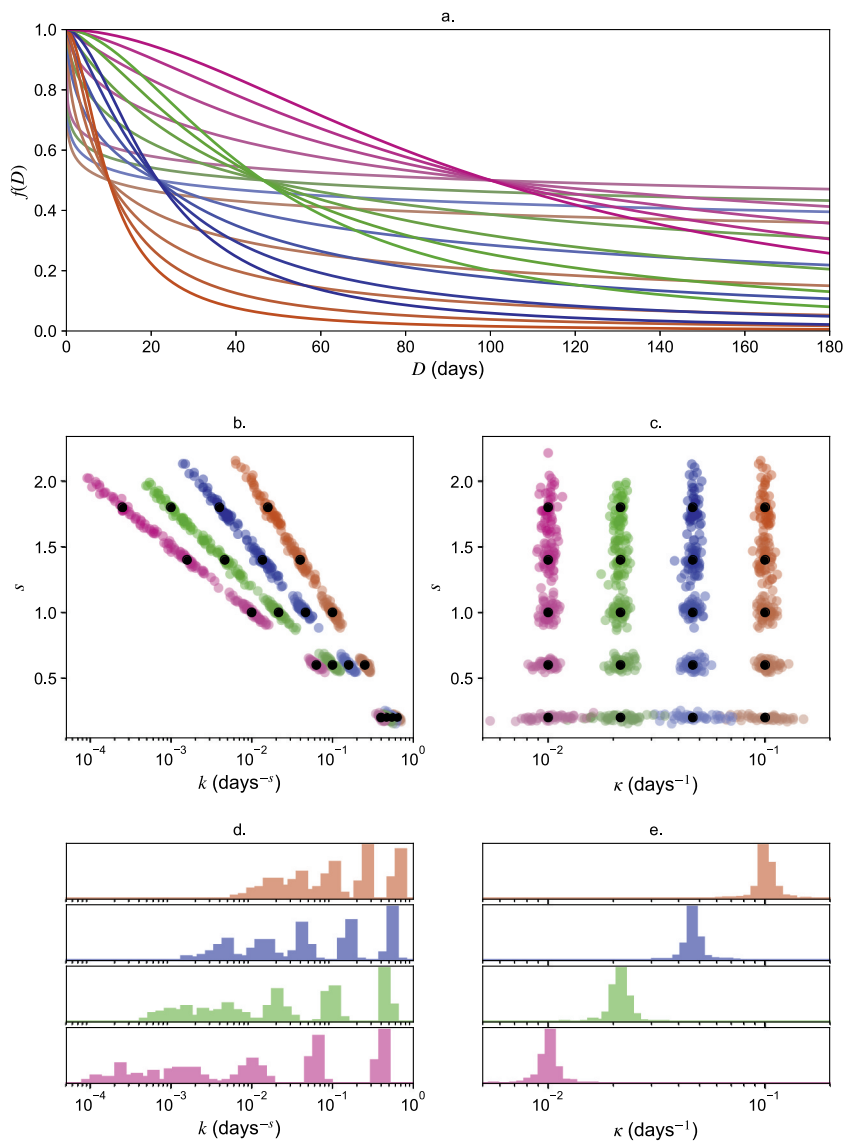 a.
1.0
0.8
0.6
0.4
0.2
0.0
f(D)
0 20 40 60 80 100 120 140 160 180
D (days)
b.
2.0
1.5
1.0
0.5
s
10⁻⁴ 10⁻³ 10⁻² 10⁻¹ 10⁰
k (days⁻ˢ)
c.
2.0
1.5
1.0
0.5
s
10⁻² 10⁻¹
κ (days⁻¹)
d.
5×10⁻⁵ 10⁻⁴ 10⁻³ 10⁻² 10⁻¹ 10⁰
k (days⁻ˢ)
e.
10⁻² 10⁻¹
κ (days⁻¹)